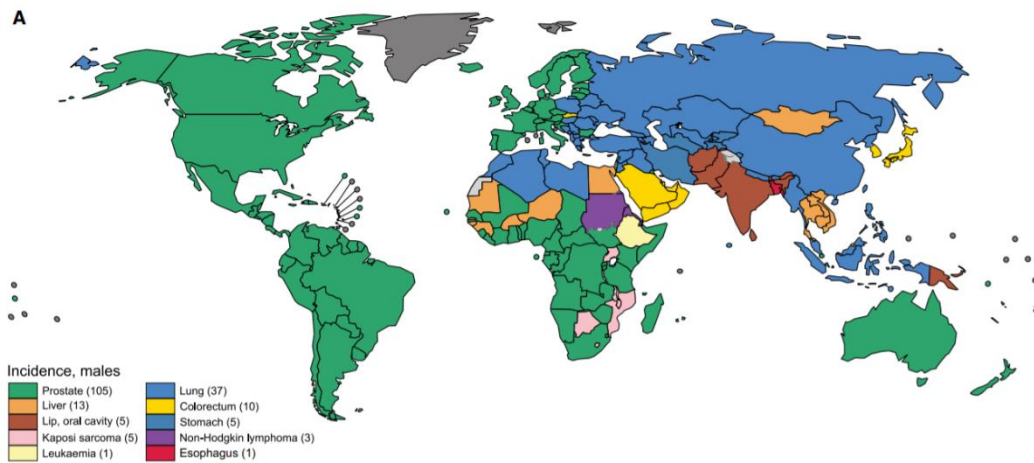 A
Incidence, males
Prostate (105)
Liver (13)
Lip, oral cavity (5)
Kaposi sarcoma (5)
Leukaemia (1)
Lung (37)
Colorectum (10)
Stomach (5)
Non-Hodgkin lymphoma (3)
Esophagus (1)